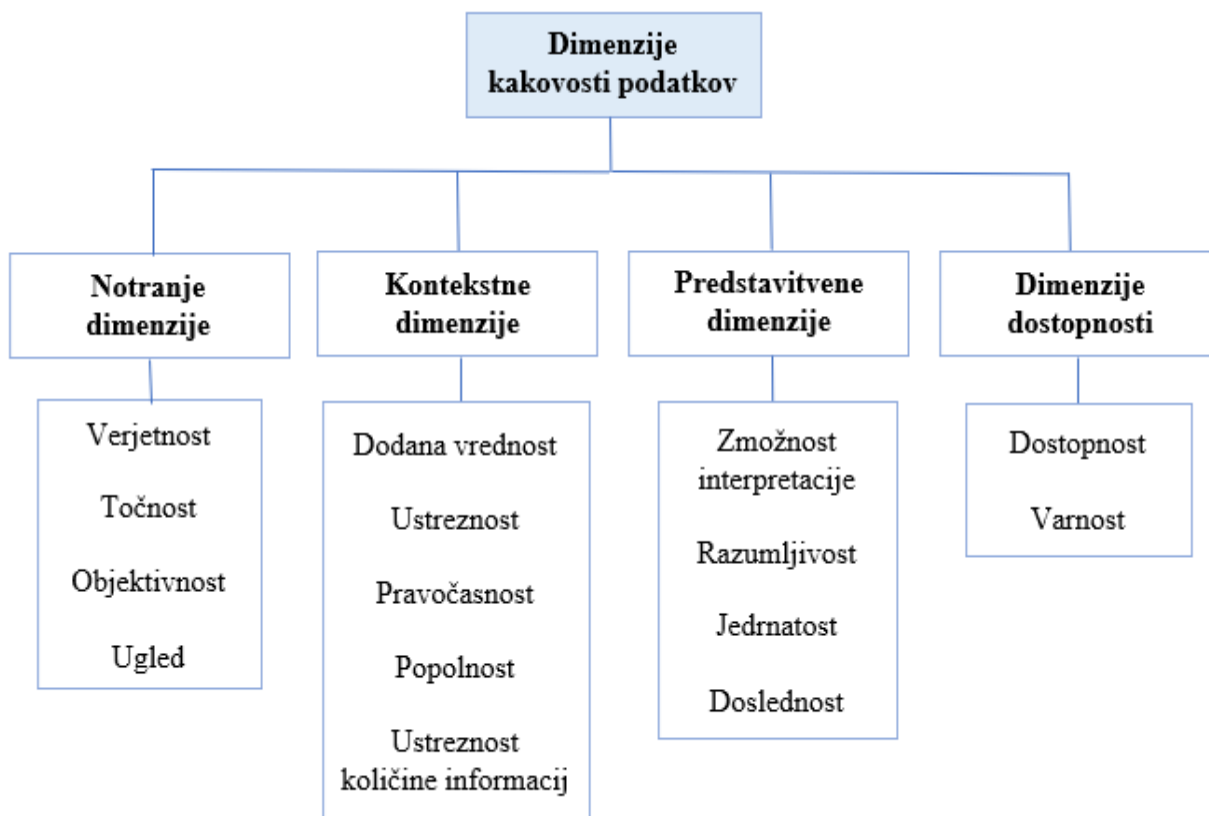 Dimenzije
kakovosti podatkov
Notranje
dimenzije
Kontekstne
dimenzije
Predstavitvene
dimenzije
Dimenzije
dostopnosti
Verjetnost
Točnost
Objektivnost
Ugled
Dodana vrednost
Ustreznost
Pravočasnost
Popolnost
Ustreznost
količine informacij
Zmožnost
interpretacije
Razumljivost
Jedrnatost
Doslednost
Dostopnost
Varnost